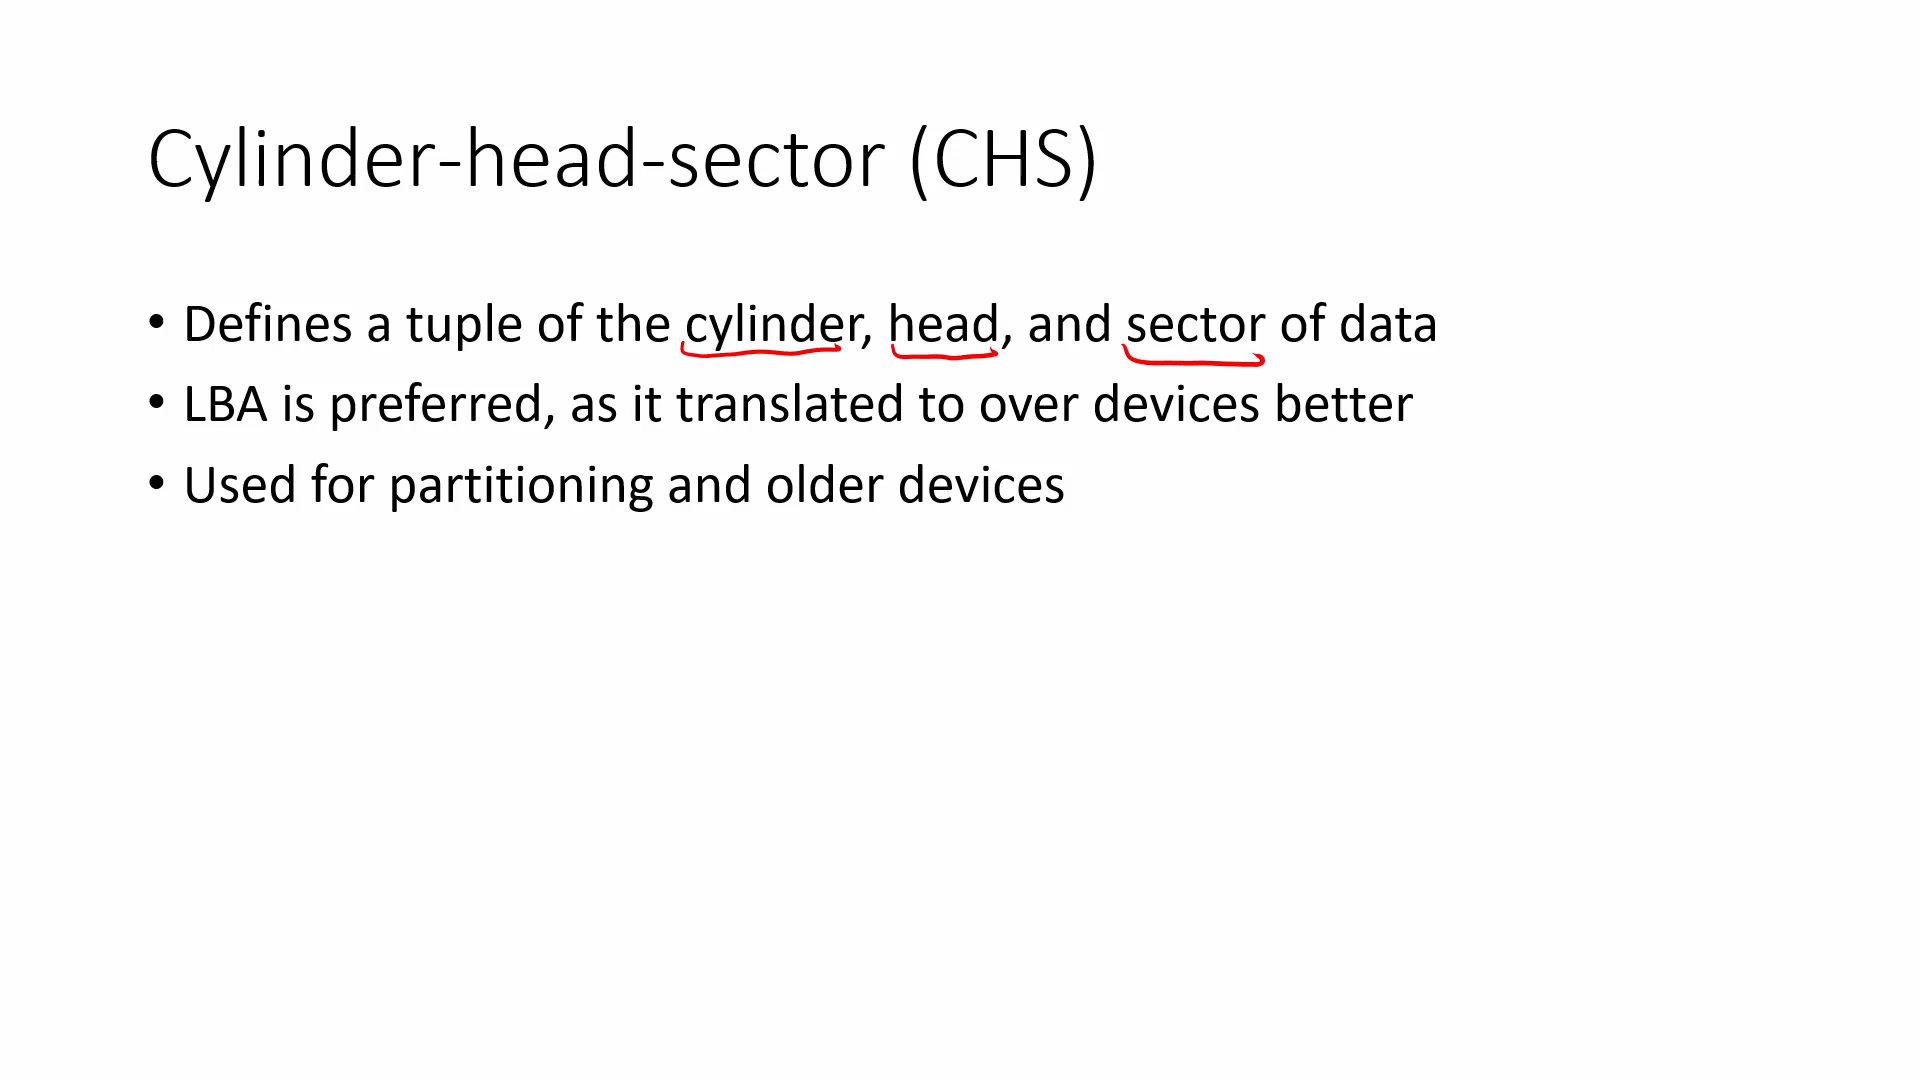 Cylinder-head-sector (CHS)
• Defines a tuple of the cylinder, head, and sector of data
• LBA is preferred, as it translated to over devices better
• Used for partitioning and older devices